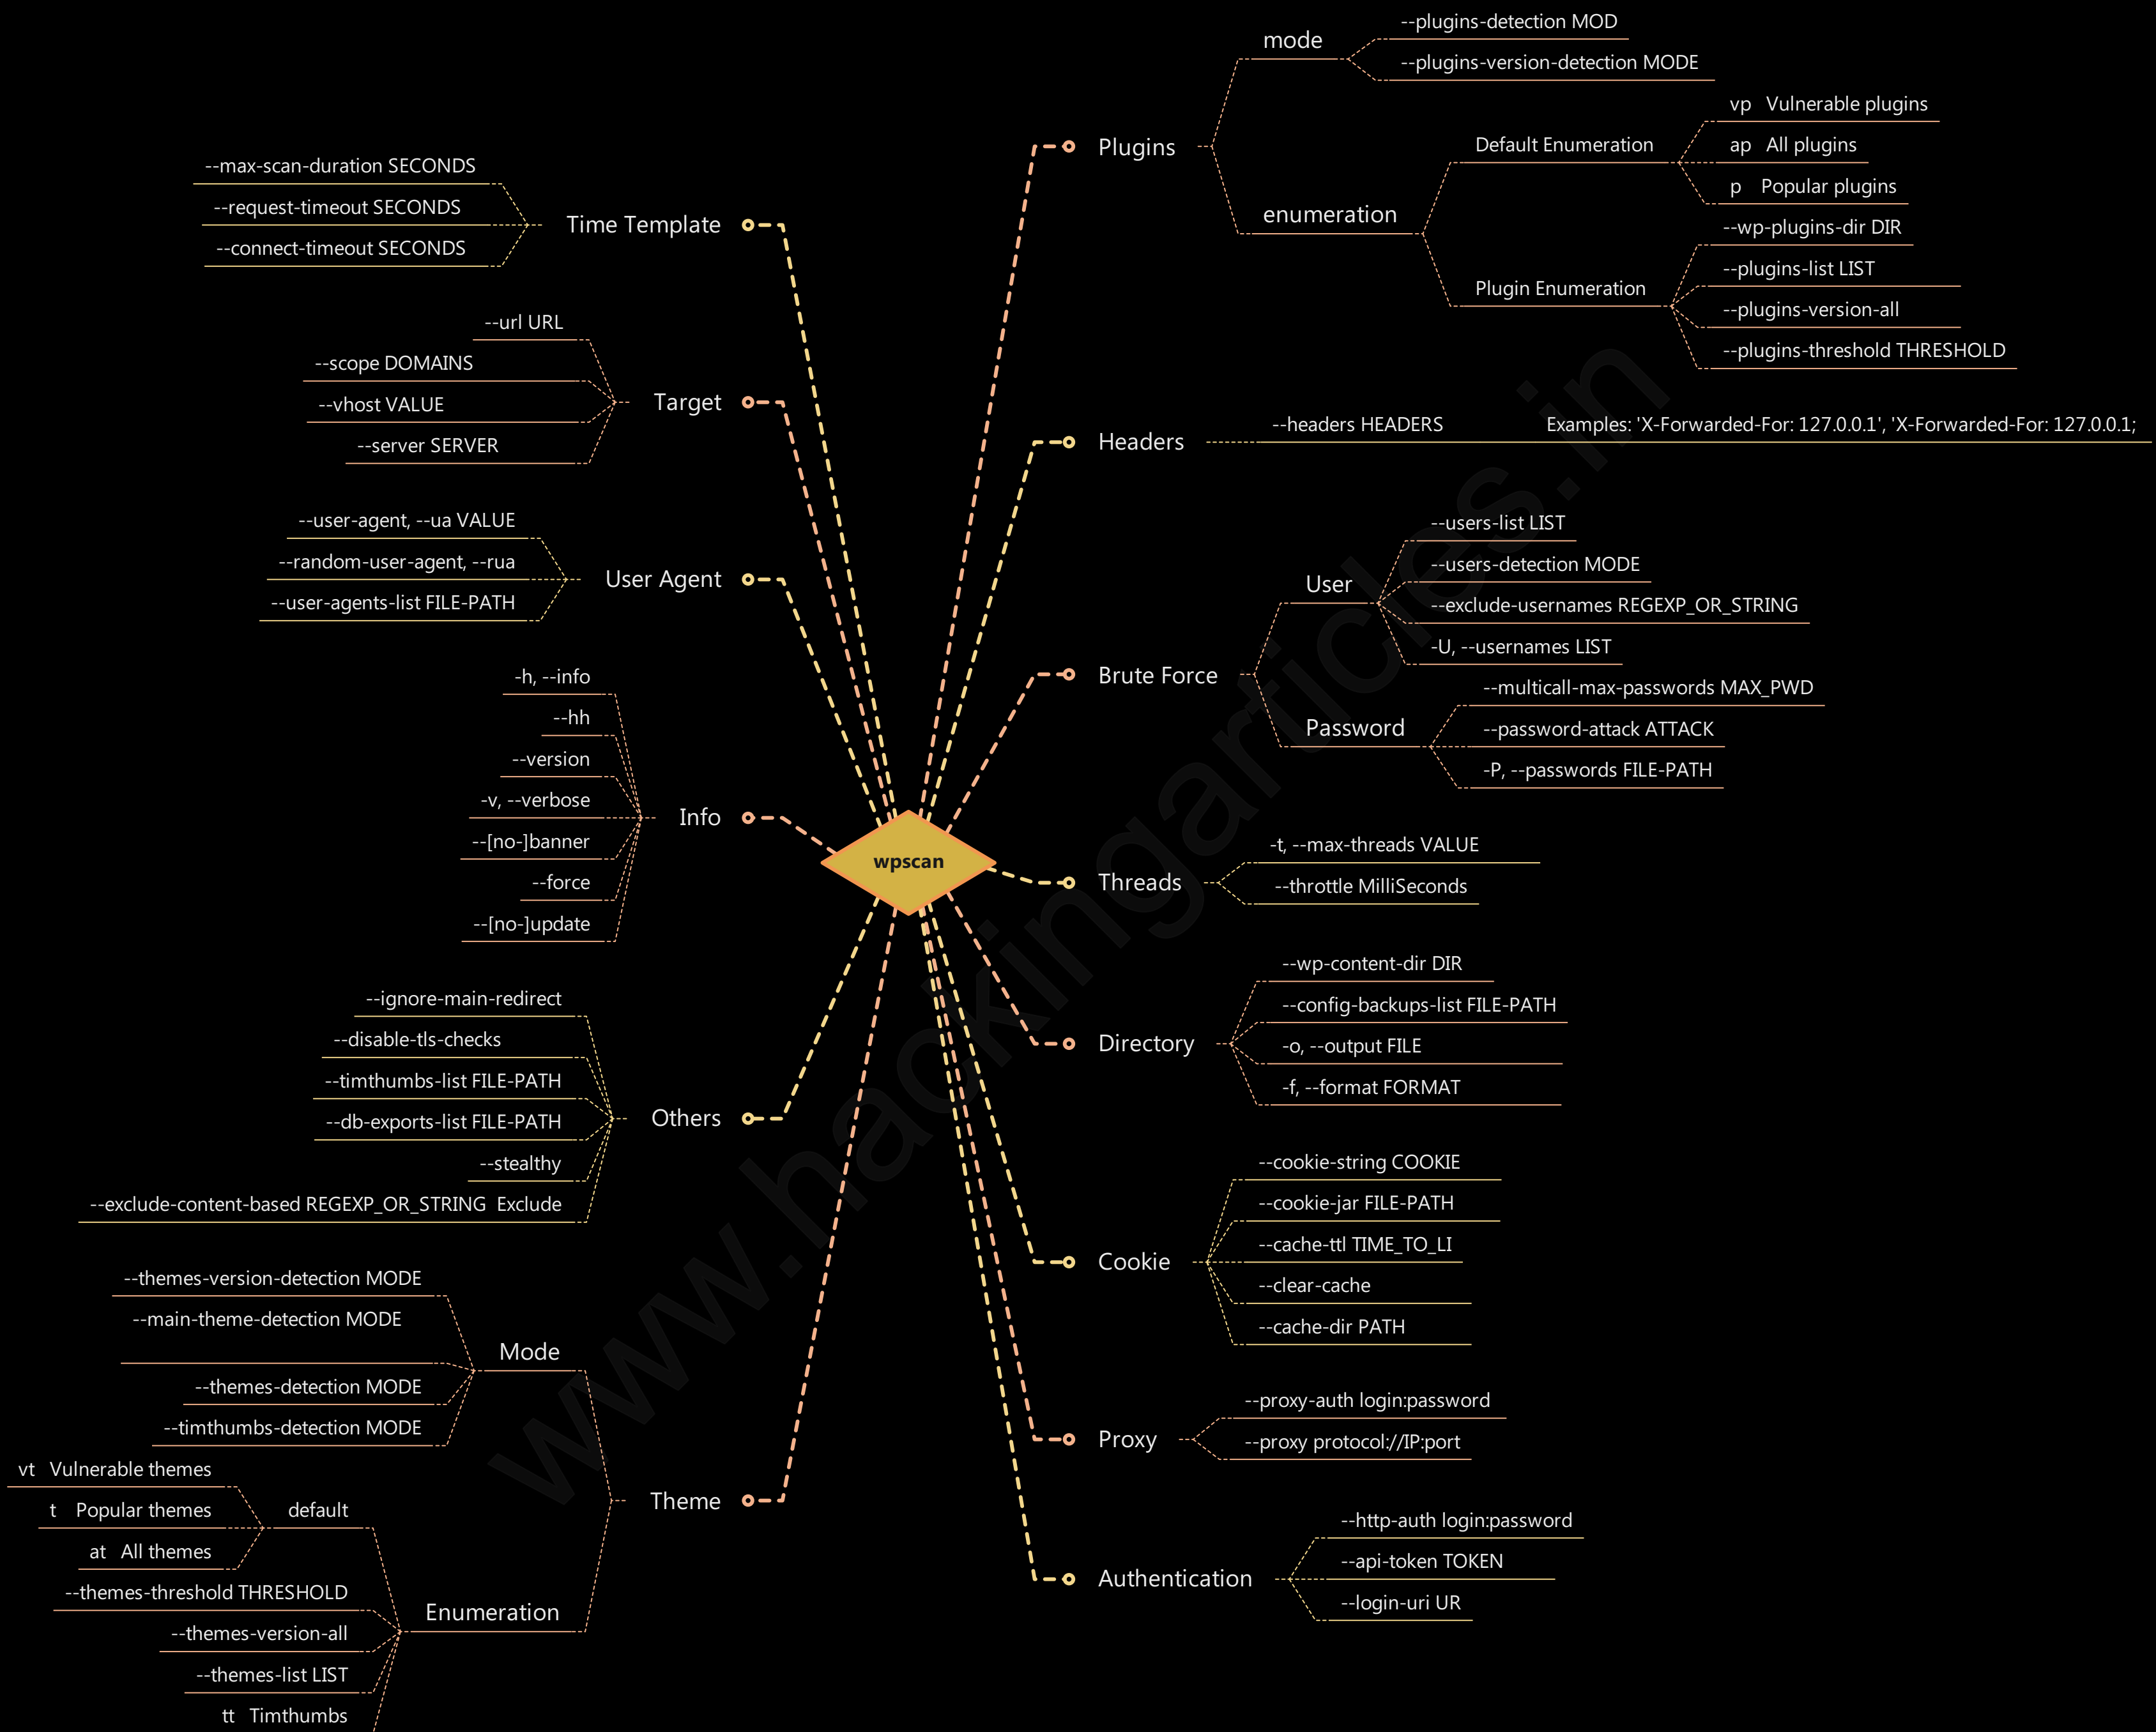 wpscan
Time Template
--max-scan-duration SECONDS
--request-timeout SECONDS
--connect-timeout SECONDS
Target
--url URL
--scope DOMAINS
--vhost VALUE
--server SERVER
User Agent
--user-agent, --ua VALUE
--random-user-agent, --rua
--user-agents-list FILE-PATH
Info
-h, --info
--hh
--version
-v, --verbose
--[no-]banner
--force
--[no-]update
Others
--ignore-main-redirect
--disable-tls-checks
--timthumbs-list FILE-PATH
--db-exports-list FILE-PATH
--stealthy
--exclude-content-based REGEXP_OR_STRING  Exclude
Theme
Mode
--themes-version-detection MODE
--main-theme-detection MODE
--themes-detection MODE
--timthumbs-detection MODE
Enumeration
default
vt   Vulnerable themes
t    Popular themes
at   All themes
--themes-threshold THRESHOLD
--themes-version-all
--themes-list LIST
tt   Timthumbs
Plugins
mode
--plugins-detection MOD
--plugins-version-detection MODE
enumeration
Default Enumeration
vp   Vulnerable plugins
ap   All plugins
p    Popular plugins
Plugin Enumeration
--wp-plugins-dir DIR
--plugins-list LIST
--plugins-version-all
--plugins-threshold THRESHOLD
Headers
--headers HEADERS                    Examples: 'X-Forwarded-For: 127.0.0.1', 'X-Forwarded-For: 127.0.0.1;
Brute Force
User
--users-list LIST
--users-detection MODE
--exclude-usernames REGEXP_OR_STRING
-U, --usernames LIST
Password
--multicall-max-passwords MAX_PWD
--password-attack ATTACK
-P, --passwords FILE-PATH
Threads
-t, --max-threads VALUE
--throttle MilliSeconds
Directory
--wp-content-dir DIR
--config-backups-list FILE-PATH
-o, --output FILE
-f, --format FORMAT
Cookie
--cookie-string COOKIE
--cookie-jar FILE-PATH
--cache-ttl TIME_TO_LI
--clear-cache
--cache-dir PATH
Proxy
--proxy-auth login:password
--proxy protocol://IP:port
Authentication
--http-auth login:password
--api-token TOKEN
--login-uri UR
www.hackingarticles.in